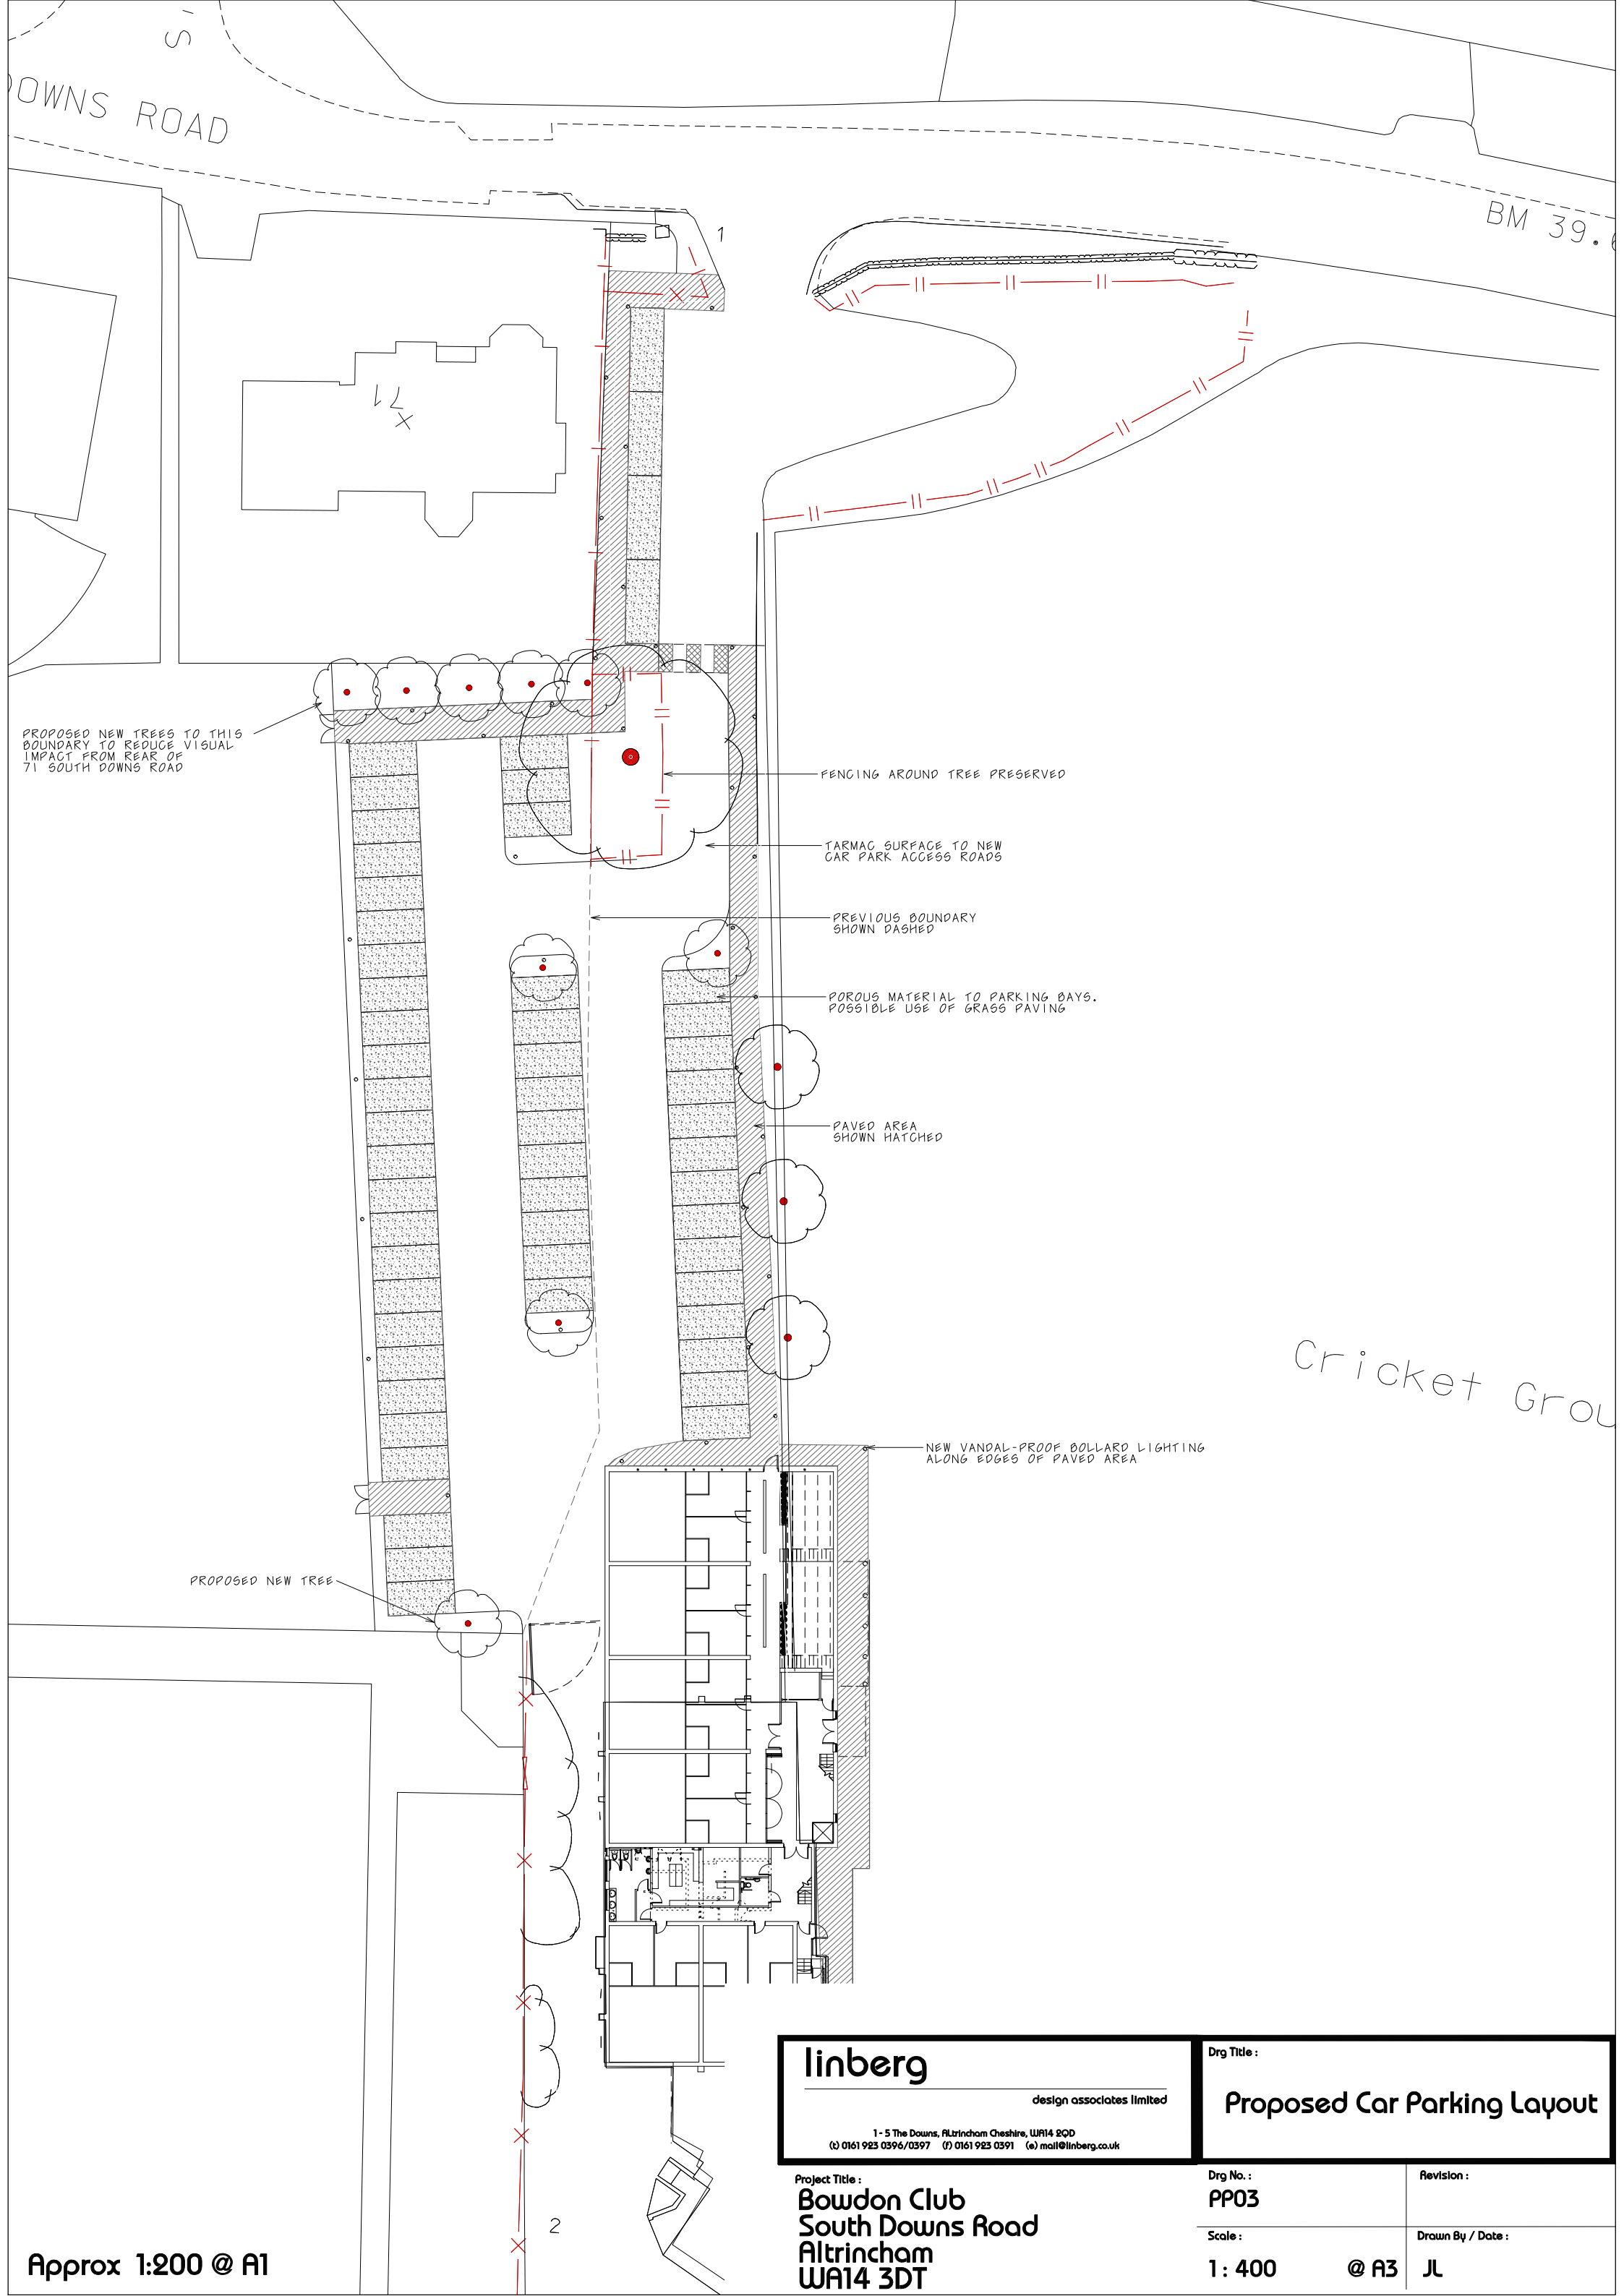 S'
DOWNS ROAD
BM 39.6
1
71
PROPOSED NEW TREES TO THIS
BOUNDARY TO REDUCE VISUAL
IMPACT FROM REAR OF
71 SOUTH DOWNS ROAD
FENCING AROUND TREE PRESERVED
TARMAC SURFACE TO NEW
CAR PARK ACCESS ROADS
PREVIOUS BOUNDARY
SHOWN DASHED
POROUS MATERIAL TO PARKING BAYS.
POSSIBLE USE OF GRASS PAVING
PAVED AREA
SHOWN HATCHED
Cricket Grou
NEW VANDAL-PROOF BOLLARD LIGHTING
ALONG EDGES OF PAVED AREA
PROPOSED NEW TREE
2
Approx 1:200 @ A1
linberg
design associates limited
1 - 5 The Downs, Altrincham Cheshire, WA14 2QD
(t) 0161 923 0396/0397 (f) 0161 923 0391 (e) mail@linberg.co.uk
Drg Title :
Proposed Car Parking Layout
Project Title :
Bowdon Club
South Downs Road
Altrincham
WA14 3DT
Drg No. :
PP03
Revision :
Scale :
1 : 400 @ A3
Drawn By / Date :
JL